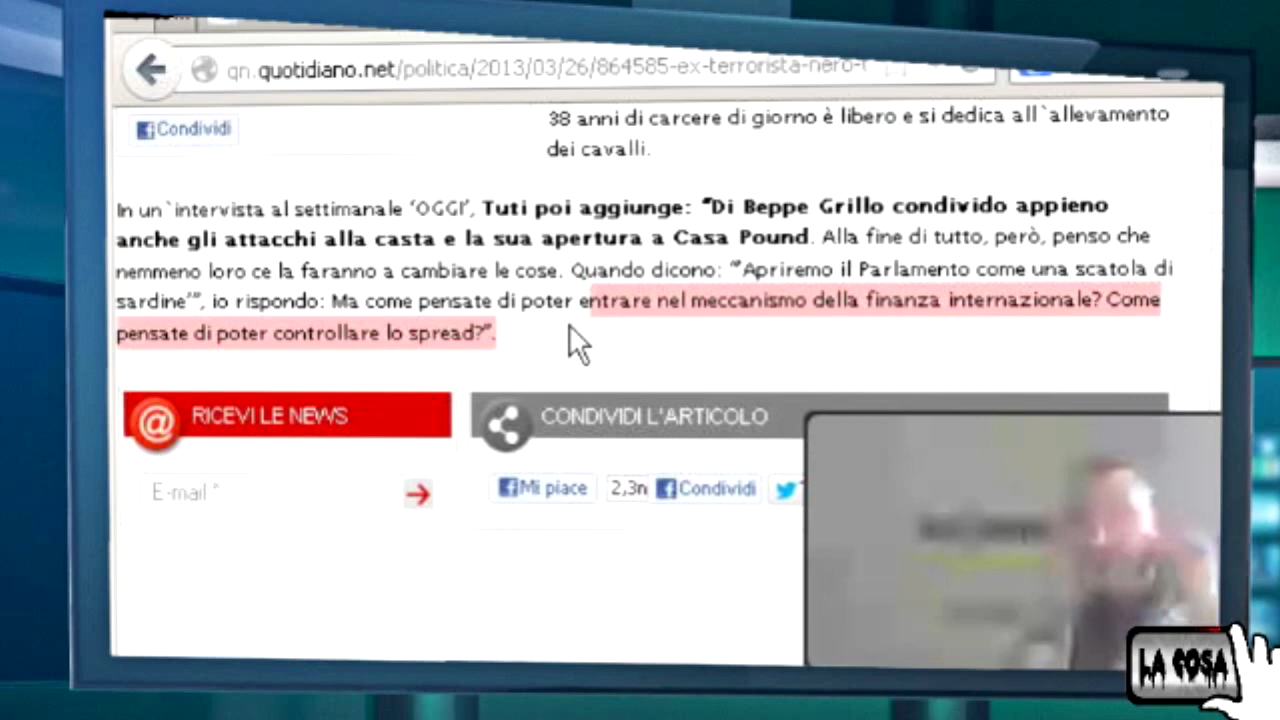 qn.quotidiano.net/politica/2013/03/26/864585-ex-terrorista-nero-t
Condividi
38 anni di carcere di giorno è libero e si dedica all`allevamento
dei cavalli.
In un`intervista al settimanale ‘OGGI’, Tuti poi aggiunge: “Di Beppe Grillo condivido appieno
anche gli attacchi alla casta e la sua apertura a Casa Pound. Alla fine di tutto, però, penso che
nemmeno loro ce la faranno a cambiare le cose. Quando dicono: ‘“Apriremo il Parlamento come una scatola di
sardine’”, io rispondo: Ma come pensate di poter entrare nel meccanismo della finanza internazionale? Come
pensate di poter controllare lo spread?”.
@ RICEVI LE NEWS
CONDIVIDI L'ARTICOLO
E-mail *
Mi piace 2,3n Condividi
LA COSA